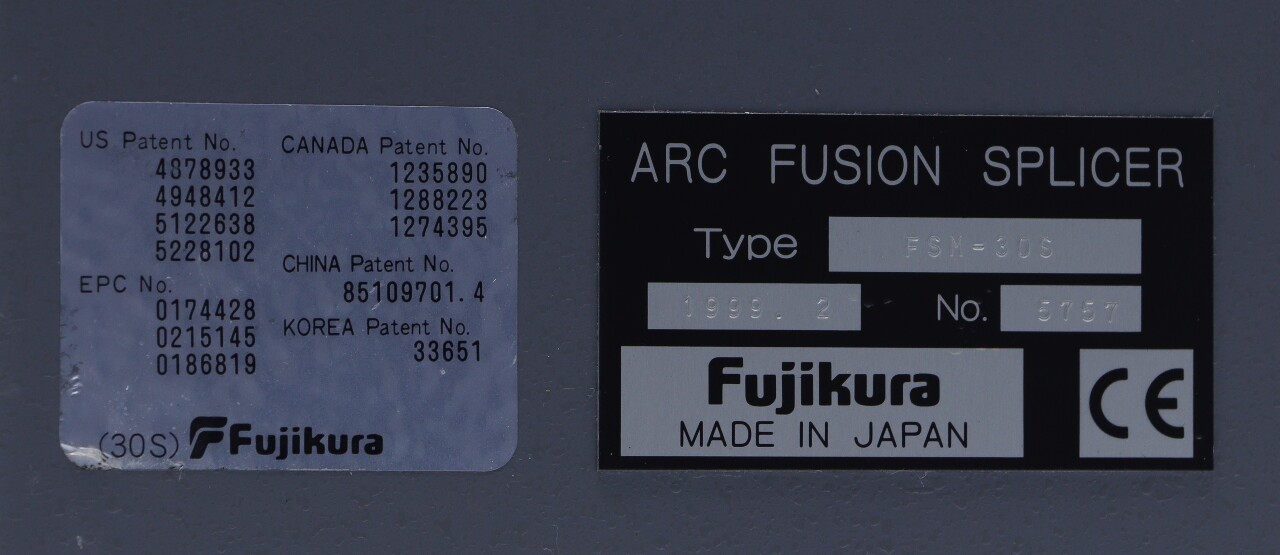 US Patent No.
4878933
4948412
5122638
5228102
EPC No.
0174428
0215145
0186819
CANADA Patent No.
1235890
1288223
1274395
CHINA Patent No.
85109701.4
KOREA Patent No.
33651
(30S) Fujikura
ARC FUSION SPLICER
Type FSM-30S
1999. 2 No. 5757
Fujikura
MADE IN JAPAN
CE